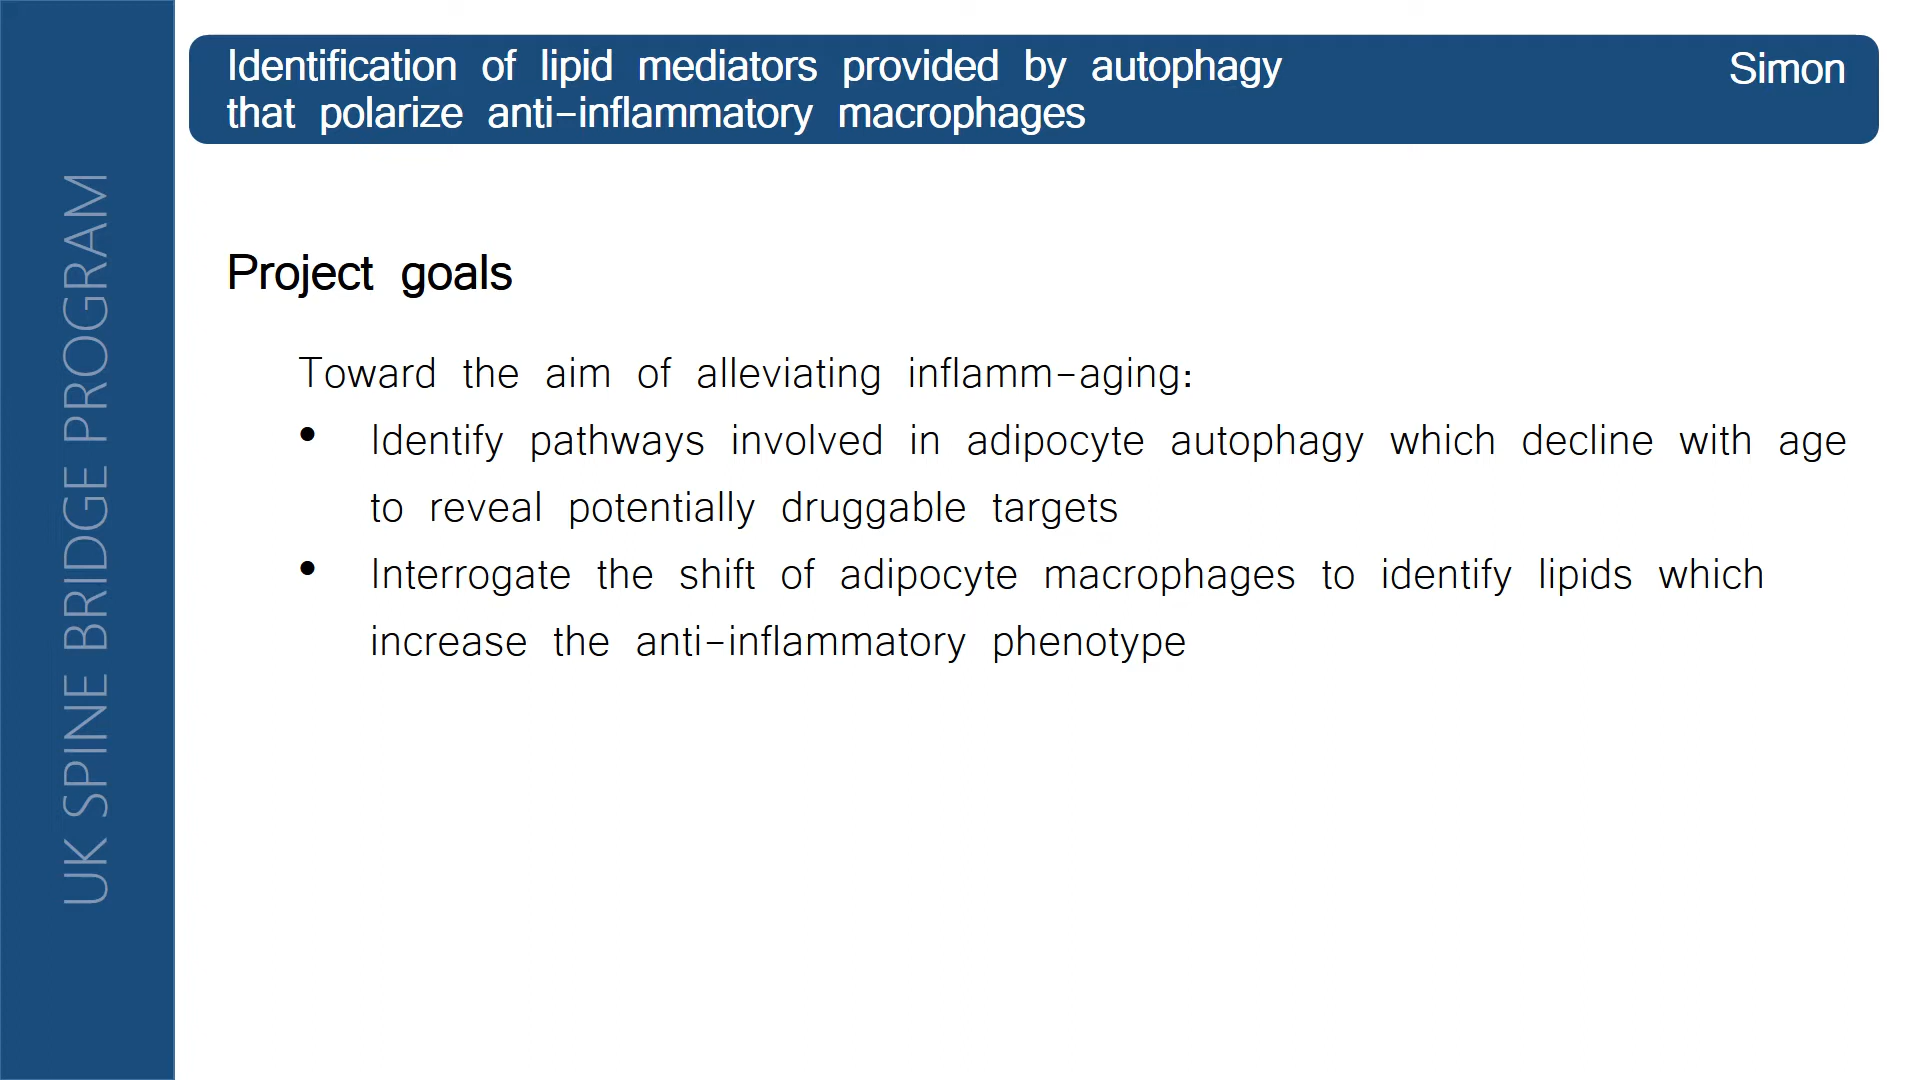 Identification of lipid mediators provided by autophagy
that polarize anti-inflammatory macrophages
Simon
UK SPINE BRIDGE PROGRAM
Project goals
Toward the aim of alleviating inflamm-aging:
• Identify pathways involved in adipocyte autophagy which decline with age
to reveal potentially druggable targets
• Interrogate the shift of adipocyte macrophages to identify lipids which
increase the anti-inflammatory phenotype